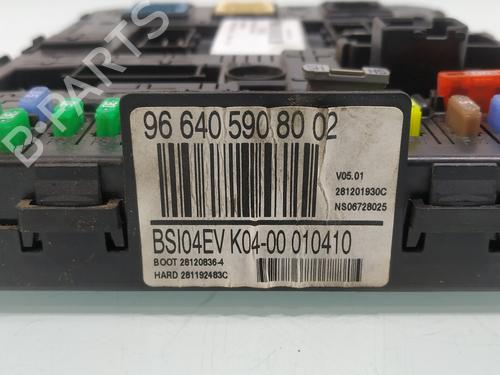 96 640 590 80 02
V05.01
281201930C
NS06728025
BSI04EV K04-00 010410
BOOT 28120836-4
HARD 281192483C
B-PARTS